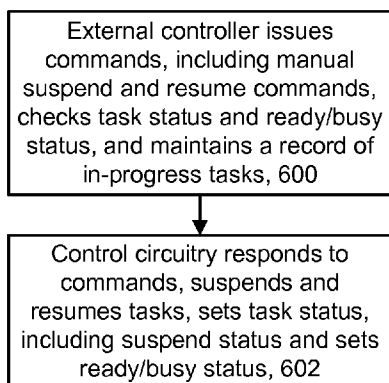 External controller issues
commands, including manual
suspend and resume commands,
checks task status and ready/busy
status, and maintains a record of
in-progress tasks, 600
Control circuitry responds to
commands, suspends and
resumes tasks, sets task status,
including suspend status and sets
ready/busy status, 602